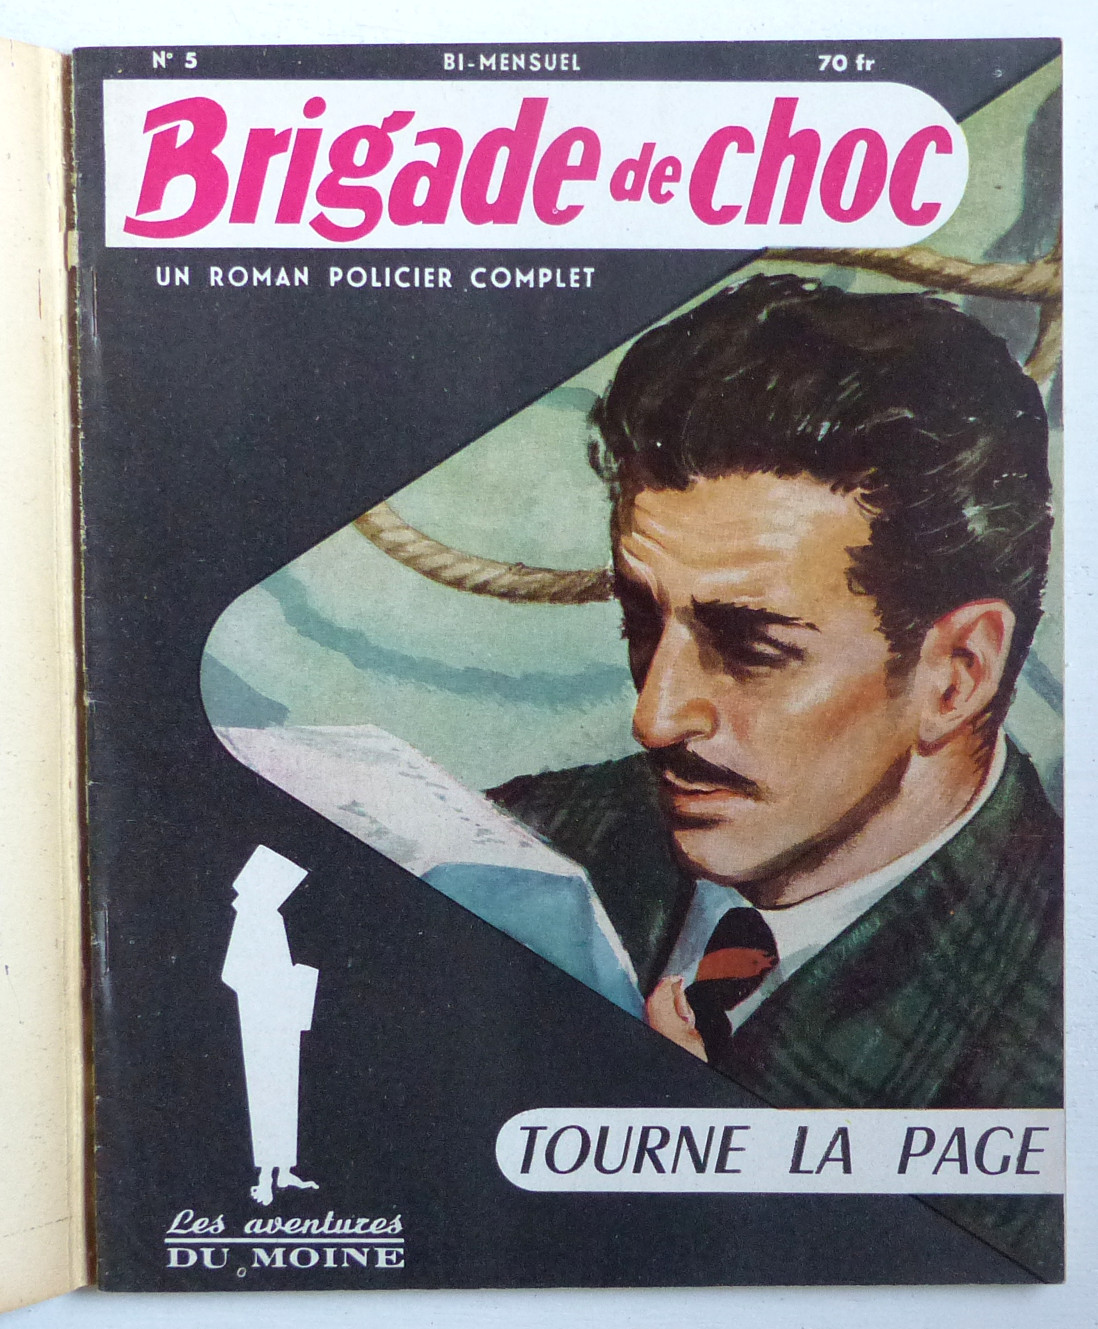 N° 5 BI-MENSUEL 70 fr
Brigade de choc
UN ROMAN POLICIER COMPLET
TOURNE LA PAGE
Les aventures
DU MOINE